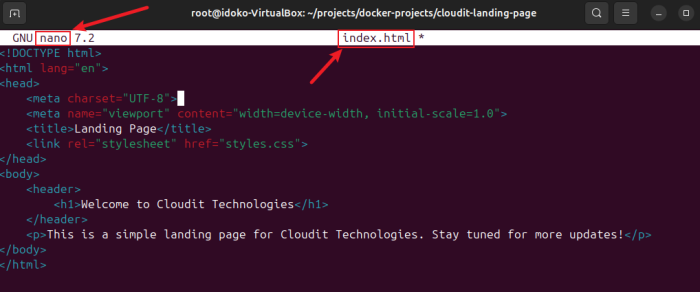 root@idoko-VirtualBox: ~/projects/docker-projects/cloudit-landing-page
GNU nano 7.2 index.html *
<!DOCTYPE html>
<html lang="en">
<head>
    <meta charset="UTF-8">
    <meta name="viewport" content="width=device-width, initial-scale=1.0">
    <title>Landing Page</title>
    <link rel="stylesheet" href="styles.css">
</head>
<body>
    <header>
        <h1>Welcome to Cloudit Technologies</h1>
    </header>
    <p>This is a simple landing page for Cloudit Technologies. Stay tuned for more updates!</p>
</body>
</html>